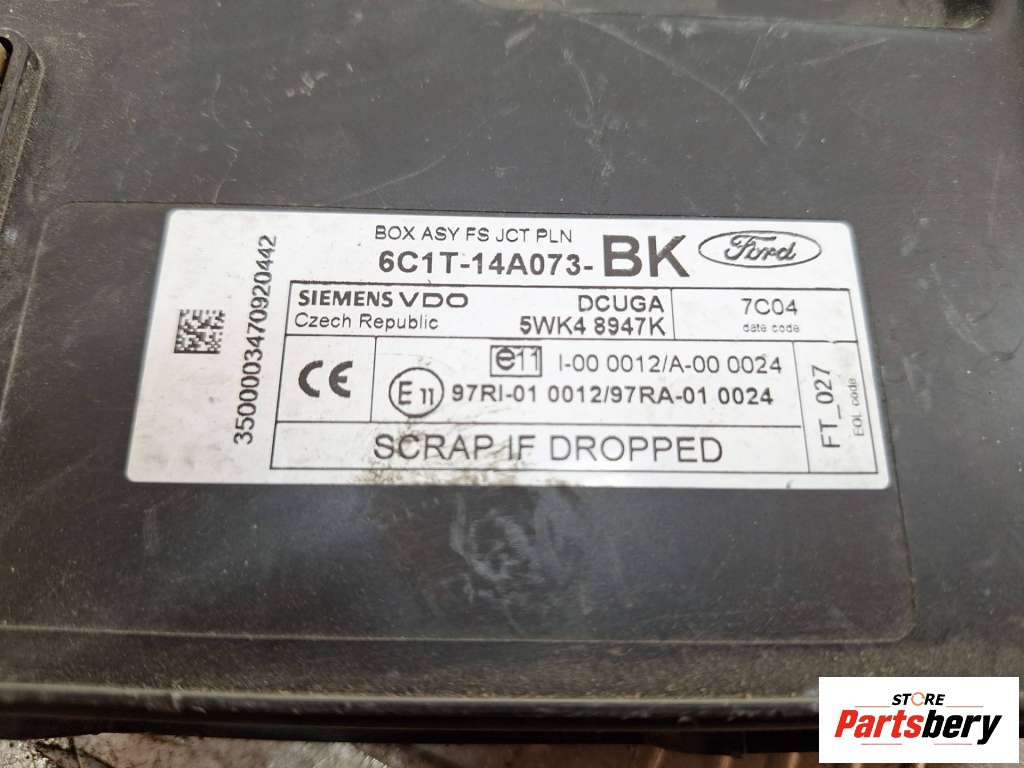 BOX ASY FS JCT PLN
6C1T-14A073-BK
Ford
SIEMENS VDO
Czech Republic
DCUGA
5WK4 8947K
7C04
date code
e11 I-00 0012/A-00 0024
CE
E11 97RI-01 0012/97RA-01 0024
SCRAP IF DROPPED
FT_027
EOL code
3500003470920442
STORE
Partsbery